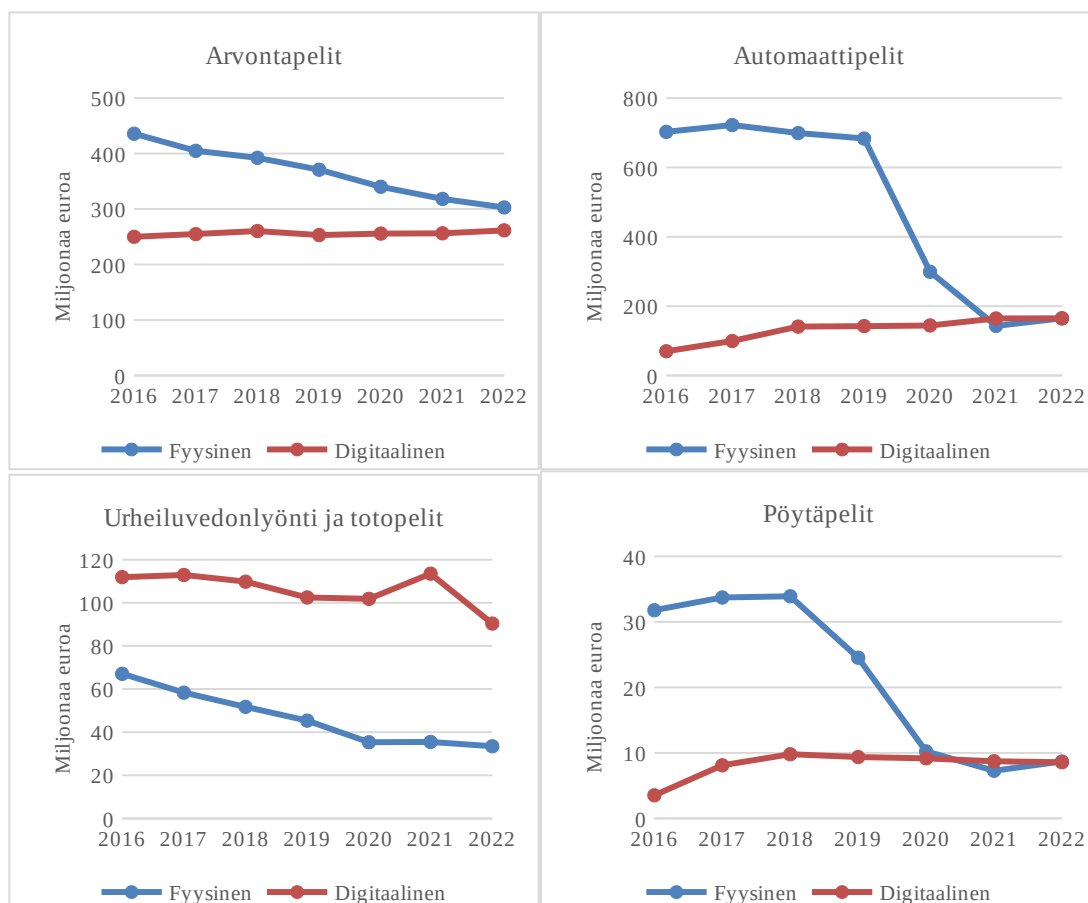 Arvontapelit
500
400
300
200
100
0
Miljoonaa euroa
2016 2017 2018 2019 2020 2021 2022
Fyysinen Digitaalinen
Automaattipelit
800
600
400
200
0
Miljoonaa euroa
2016 2017 2018 2019 2020 2021 2022
Fyysinen Digitaalinen
Urheiluvedonlyönti ja totopelit
120
100
80
60
40
20
0
Miljoonaa euroa
2016 2017 2018 2019 2020 2021 2022
Fyysinen Digitaalinen
Pöytäpelit
40
30
20
10
0
Miljoonaa euroa
2016 2017 2018 2019 2020 2021 2022
Fyysinen Digitaalinen